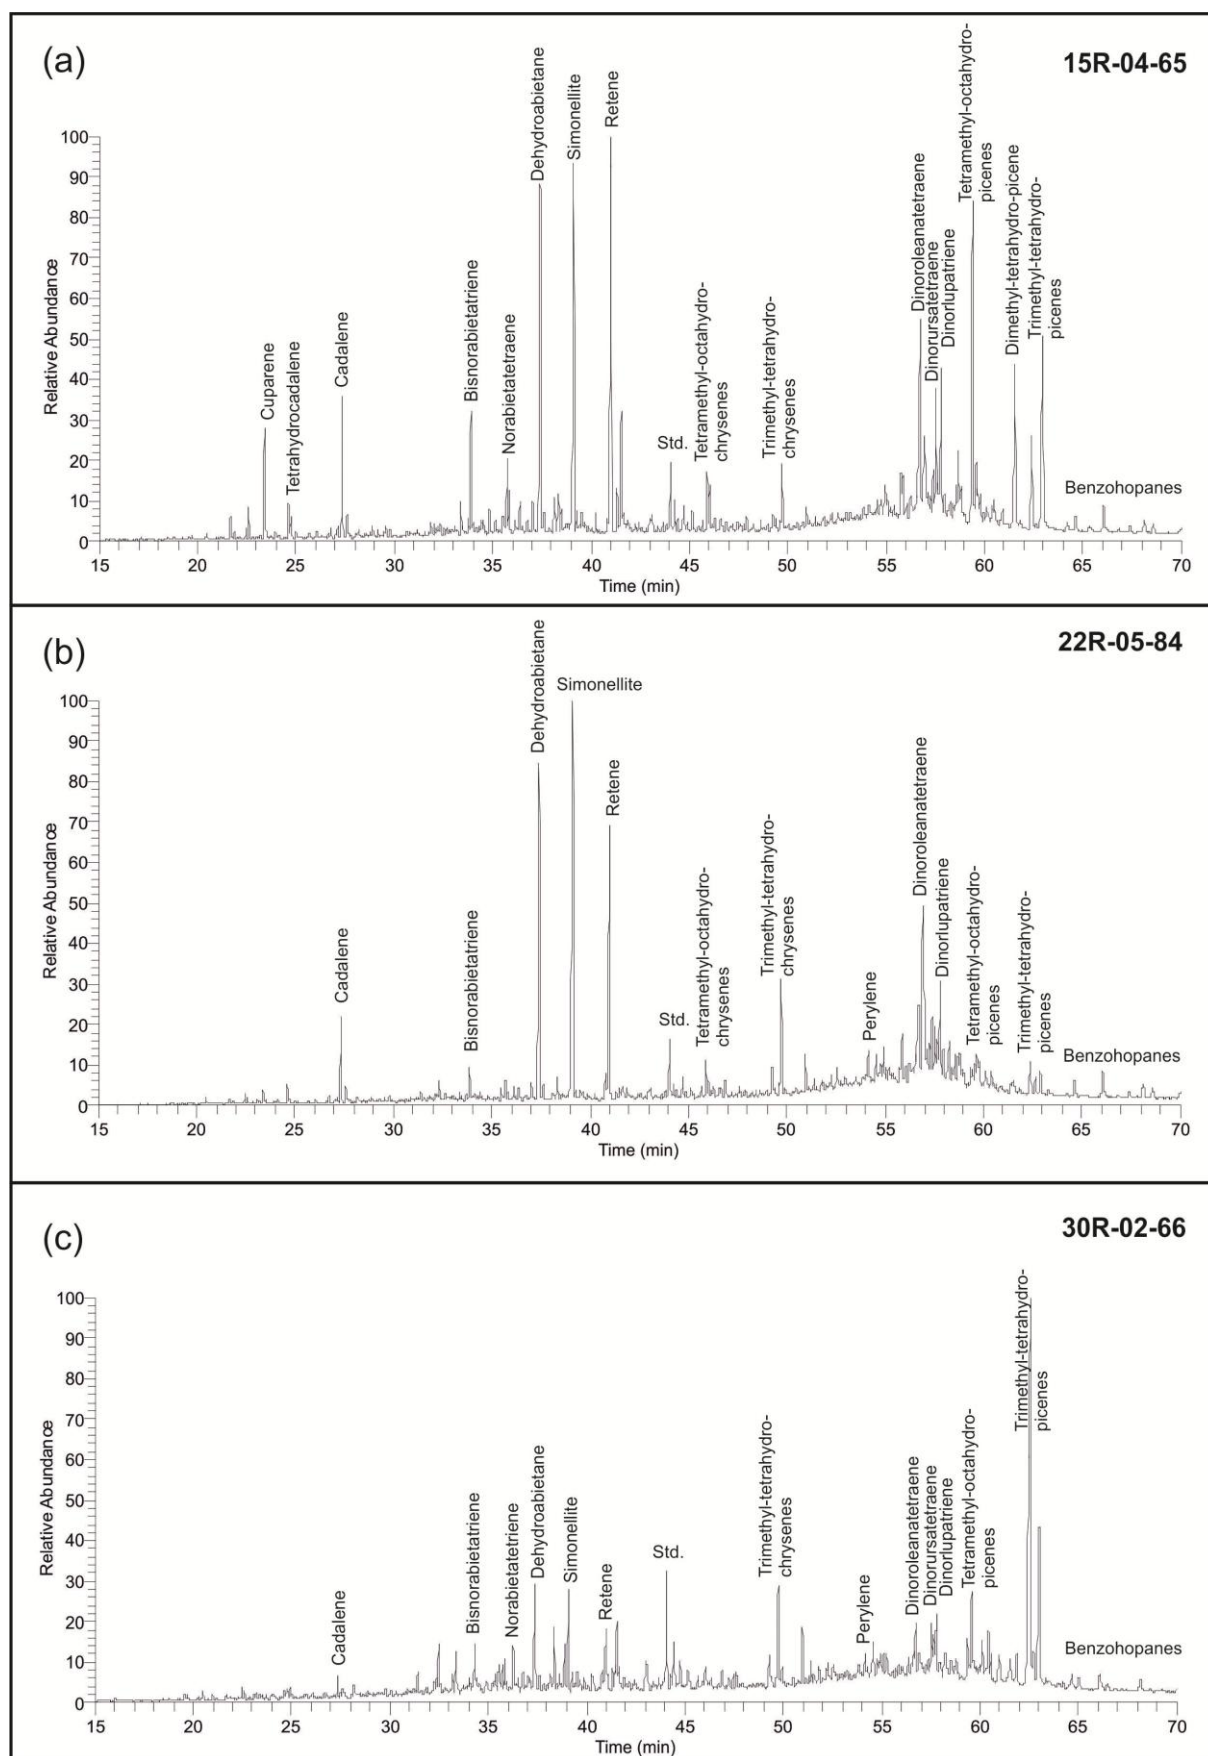 (a)
15R-04-65
Relative Abundance
100
90
80
70
60
50
40
30
20
10
0
Cuparene
Tetrahydrocadalene
Cadalene
Bisnorabietatriene
Norabietatetraene
Dehydroabietane
Simonellite
Retene
Std.
Tetramethyl-octahydro-
chrysenes
Trimethyl-tetrahydro-
chrysenes
Dinoroleanatetraene
Dinorursatetraene
Dinorlupatriene
Tetramethyl-octahydro-
picenes
Dimethyl-tetrahydro-picene
Trimethyl-tetrahydro-
picenes
Benzohopanes
15 20 25 30 35 40 45 50 55 60 65 70
Time (min)
(b)
22R-05-84
Relative Abundance
100
90
80
70
60
50
40
30
20
10
0
Cadalene
Bisnorabietatriene
Dehydroabietane
Simonellite
Retene
Std.
Tetramethyl-octahydro-
chrysenes
Trimethyl-tetrahydro-
chrysenes
Perylene
Dinoroleanatetraene
Dinorlupatriene
Tetramethyl-octahydro-
picenes
Trimethyl-tetrahydro-
picenes
Benzohopanes
15 20 25 30 35 40 45 50 55 60 65 70
Time (min)
(c)
30R-02-66
Relative Abundance
100
90
80
70
60
50
40
30
20
10
0
Cadalene
Bisnorabietatriene
Norabietatetriene
Dehydroabietane
Simonellite
Retene
Std.
Trimethyl-tetrahydro-
chrysenes
Perylene
Dinoroleanatetraene
Dinorursatetraene
Dinorlupatriene
Tetramethyl-octahydro-
picenes
Trimethyl-tetrahydro-
picenes
Benzohopanes
15 20 25 30 35 40 45 50 55 60 65 70
Time (min)